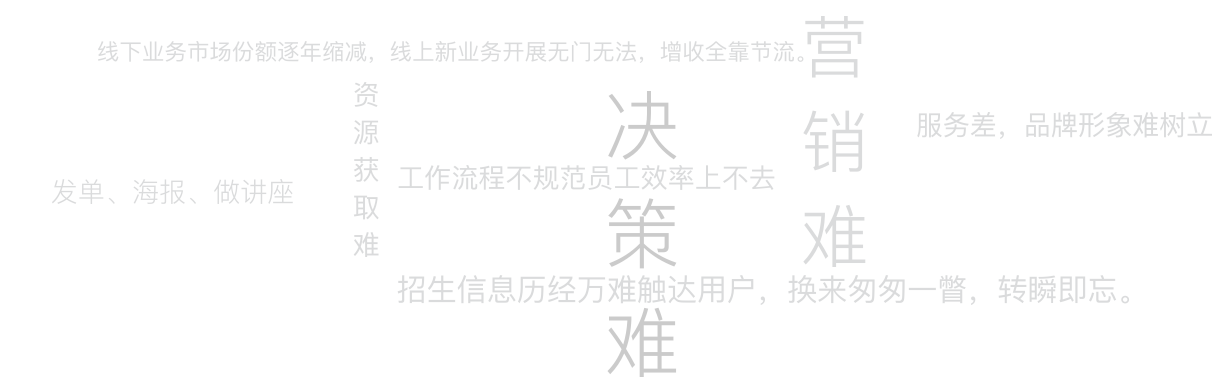 线下业务市场份额逐年缩减，线上新业务开展无门无法，增收全靠节流。
营销难
资源获取难
决策难
服务差，品牌形象难树立
工作流程不规范员工效率上不去
发单、海报、做讲座
招生信息历经万难触达用户，换来匆匆一瞥，转瞬即忘。